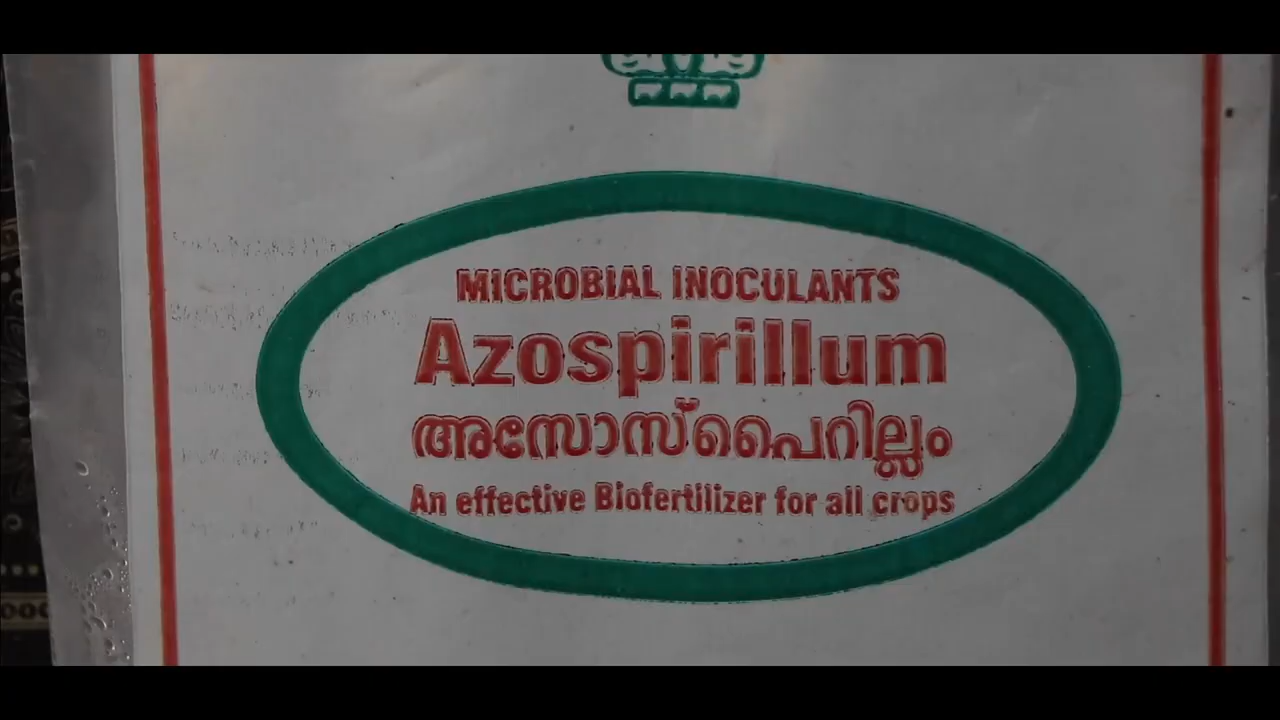 MICROBIAL INOCULANTS
Azospirillum
അസോസ്പൈറില്ലം
An effective Biofertilizer for all crops